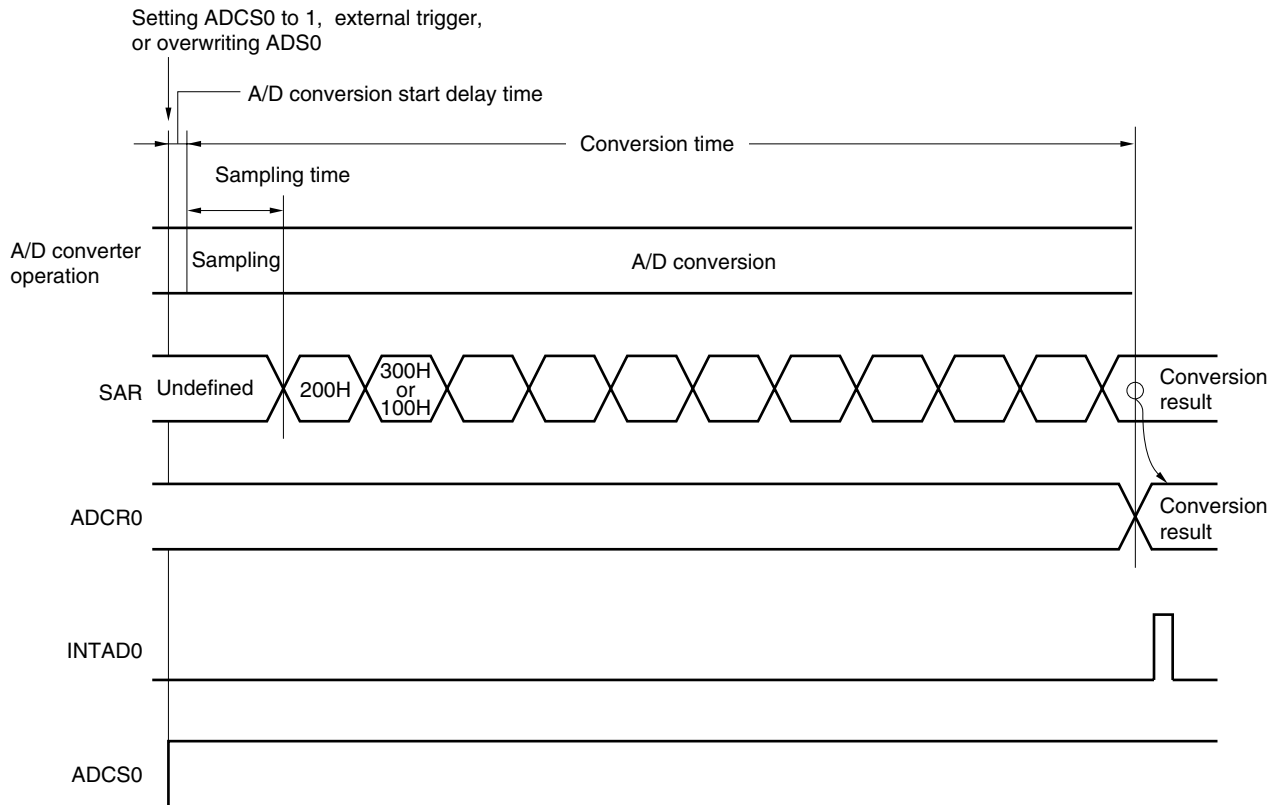 Setting ADCS0 to 1, external trigger,
or overwriting ADS0
A/D conversion start delay time
Conversion time
Sampling time
A/D converter
operation
Sampling
A/D conversion
SAR
Undefined
200H
300H
or
100H
Conversion
result
ADCR0
Conversion
result
INTAD0
ADCS0